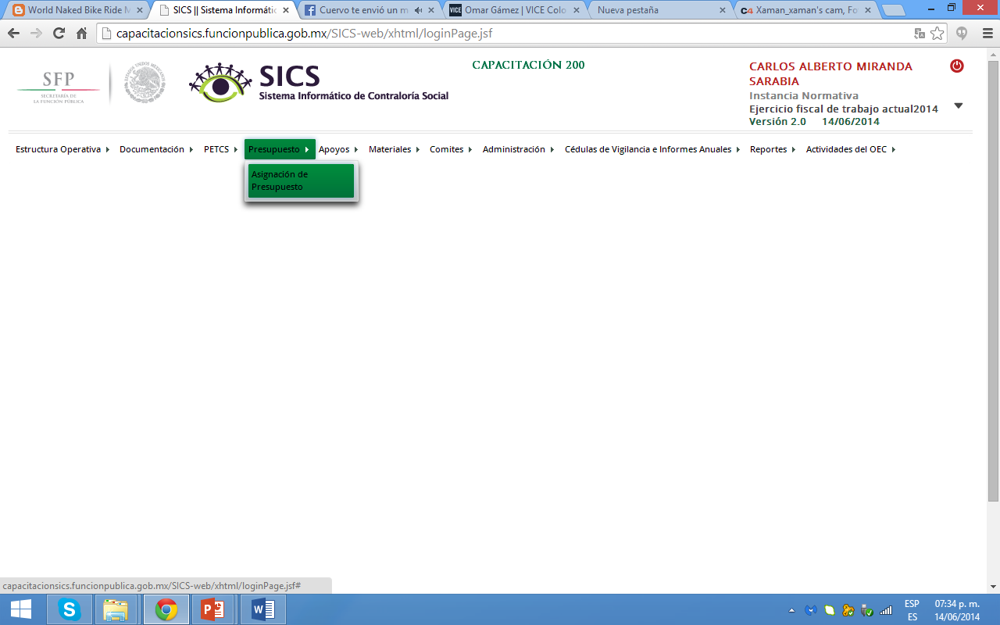 World Naked Bike Ride M
SICS || Sistema Informátic
Cuervo te envió un m
VICE Omar Gámez | VICE Colo
Nueva pestaña
C4 Xaman_xaman's cam, Fo
capacitacionsics.funcionpublica.gob.mx/SICS-web/xhtml/loginPage.jsf
SFP
SECRETARÍA DE
LA FUNCIÓN PÚBLICA
ESTADOS UNIDOS MEXICANOS
SICS
Sistema Informático de Contraloría Social
CAPACITACIÓN 200
CARLOS ALBERTO MIRANDA
SARABIA
Instancia Normativa
Ejercicio fiscal de trabajo actual2014
Versión 2.0 14/06/2014
Estructura Operativa Documentación PETCS Presupuesto Apoyos Materiales Comites Administración Cédulas de Vigilancia e Informes Anuales Reportes Actividades del OEC
Asignación de
Presupuesto
capacitacionsics.funcionpublica.gob.mx/SICS-web/xhtml/loginPage.jsf#
ESP 07:34 p. m.
ES 14/06/2014